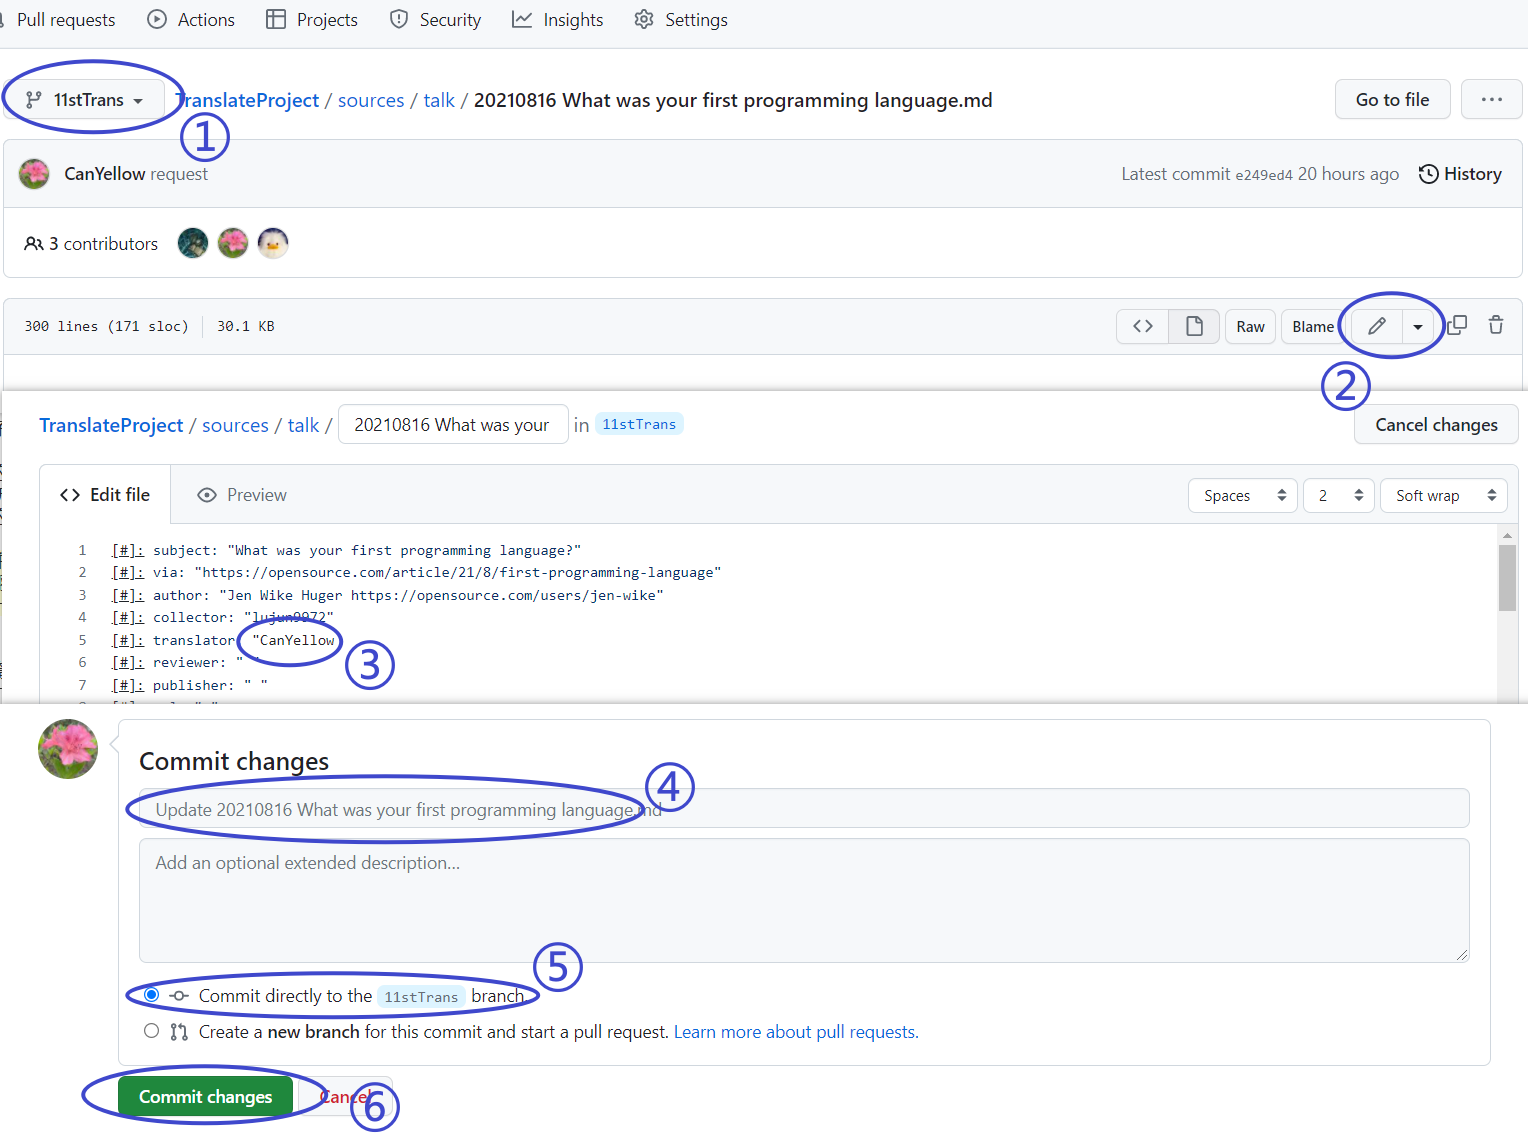 Pull requests Actions Projects Security Insights Settings
11stTrans TranslateProject / sources / talk / 20210816 What was your first programming language.md Go to file ...
①
CanYellow request Latest commit e249ed4 20 hours ago History
3 contributors
300 lines (171 sloc) 30.1 KB Raw Blame
②
TranslateProject / sources / talk / 20210816 What was your in 11stTrans Cancel changes
<> Edit file Preview Spaces 2 Soft wrap
1 [#]: subject: "What was your first programming language?"
2 [#]: via: "https://opensource.com/article/21/8/first-programming-language"
3 [#]: author: "Jen Wike Huger https://opensource.com/users/jen-wike"
4 [#]: collector: "lujun9972"
5 [#]: translator: "CanYellow
③
6 [#]: reviewer: " "
7 [#]: publisher: " "
Commit changes
④
Update 20210816 What was your first programming language.md
Add an optional extended description...
⑤
Commit directly to the 11stTrans branch.
Create a new branch for this commit and start a pull request. Learn more about pull requests.
Commit changes Cancel
⑥